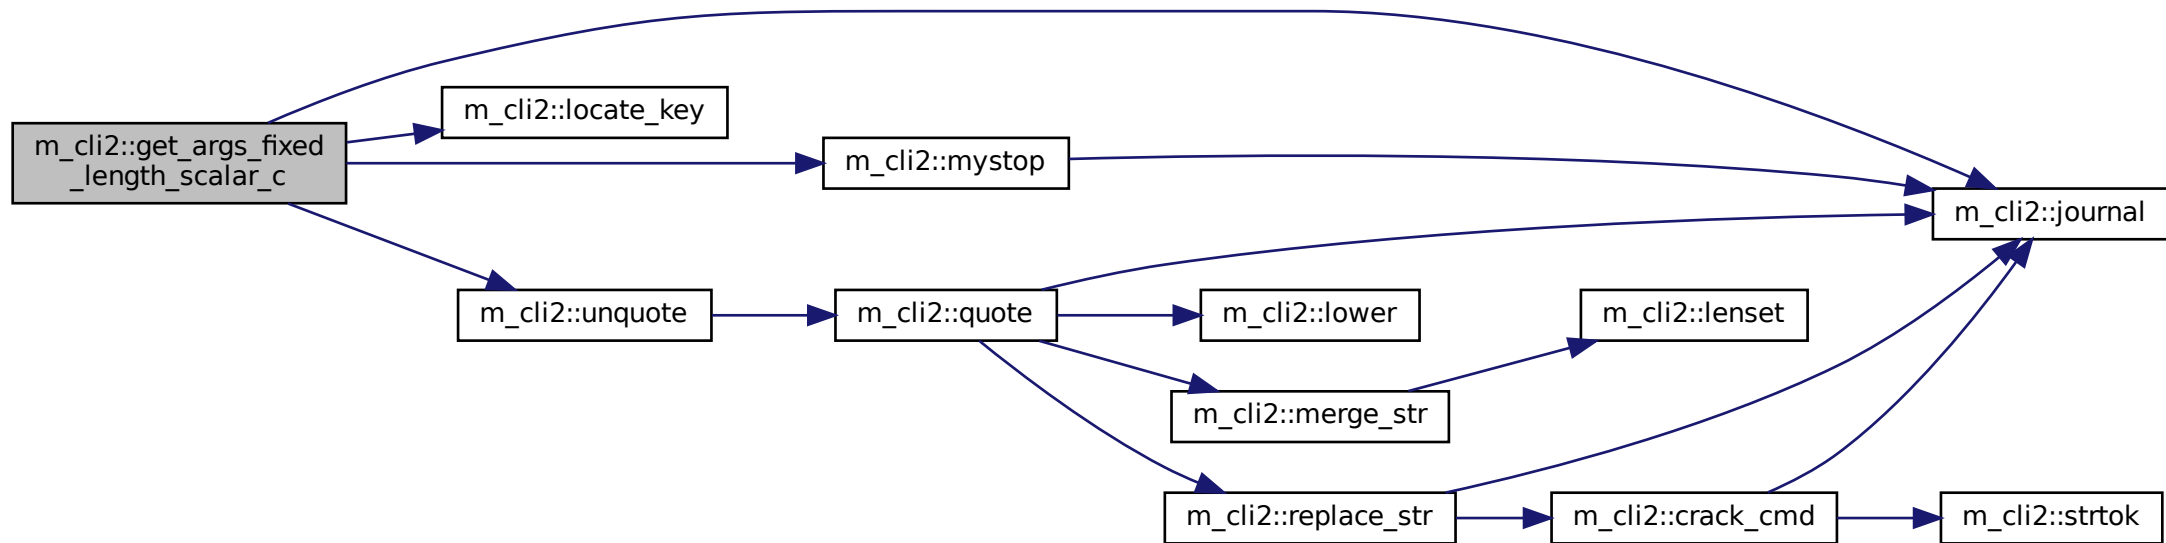 m_cli2::get_args_fixed
_length_scalar_c
m_cli2::locate_key
m_cli2::mystop
m_cli2::journal
m_cli2::unquote
m_cli2::quote
m_cli2::lower
m_cli2::lenset
m_cli2::merge_str
m_cli2::replace_str
m_cli2::crack_cmd
m_cli2::strtok